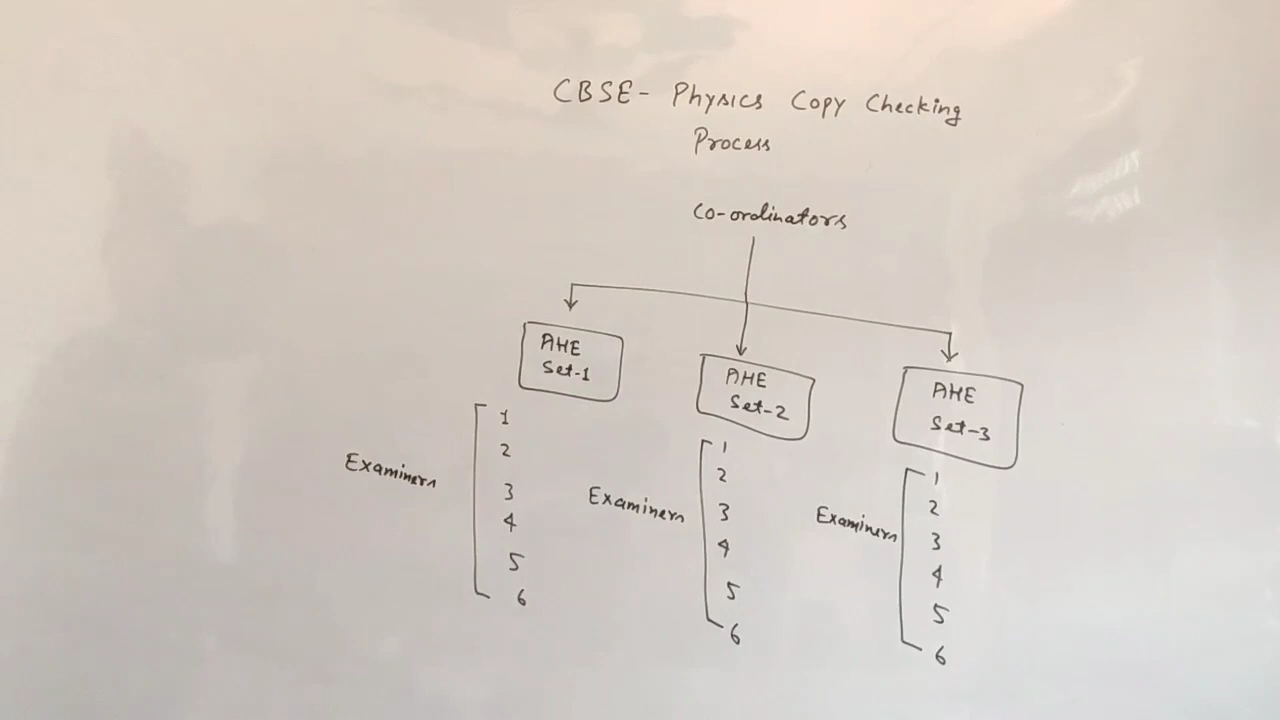 CBSE- Physics Copy Checking
Process
Co-ordinators
AHE
Set-1
AHE
Set-2
AHE
Set-3
Examiners
1
2
3
4
5
6
Examiners
1
2
3
4
5
6
Examiners
1
2
3
4
5
6